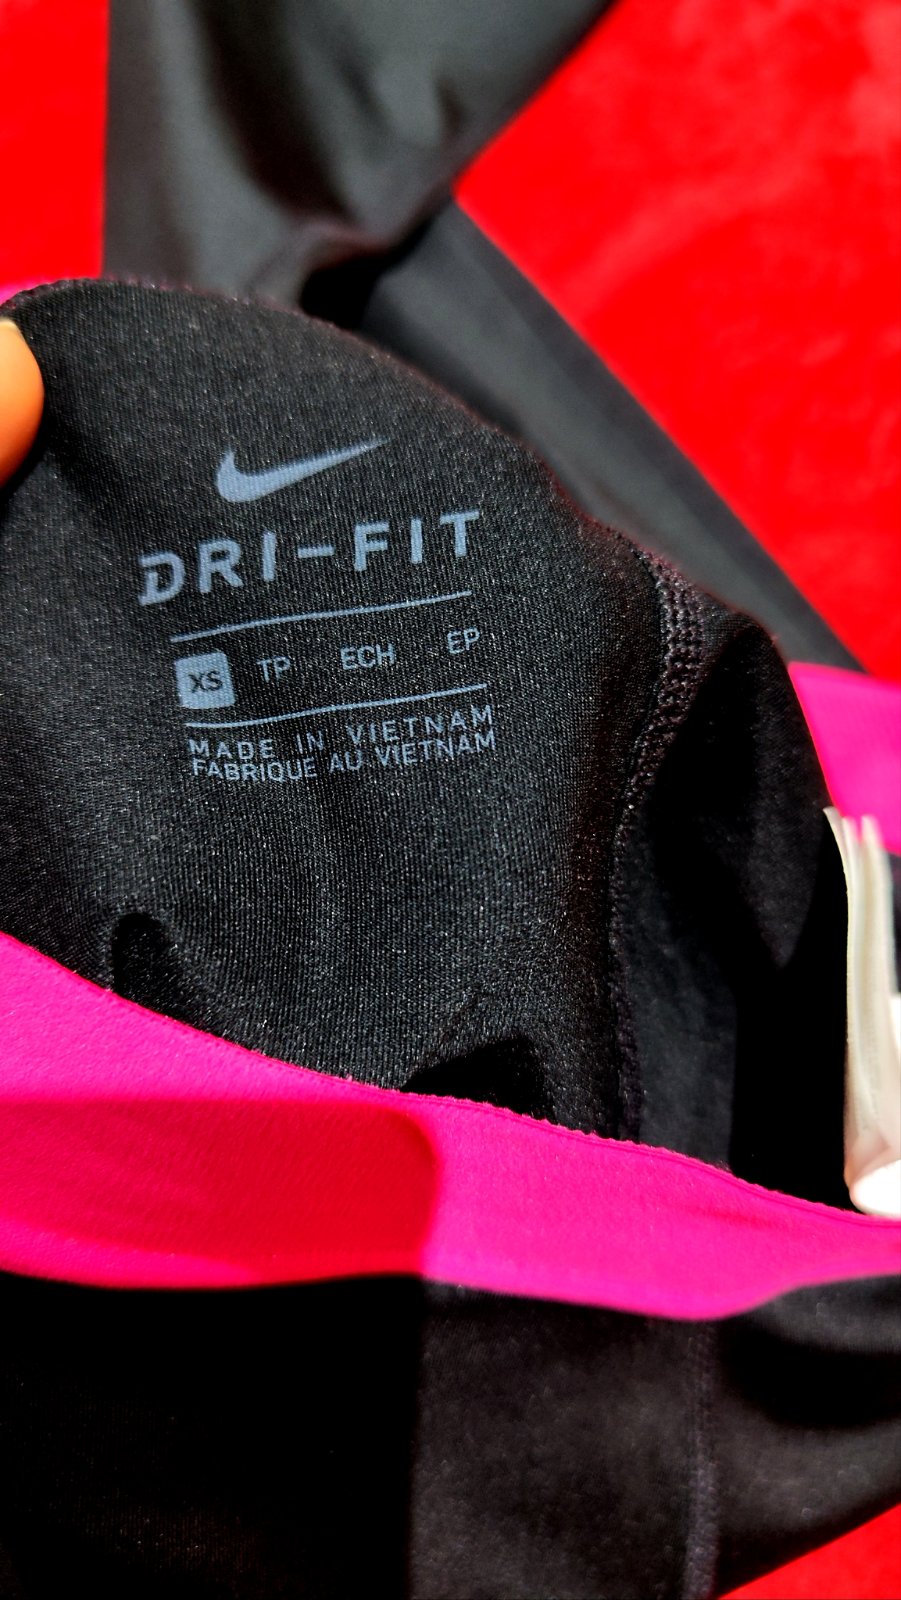 DRI-FIT
XS TP ECH EP
MADE IN VIETNAM
FABRIQUE AU VIETNAM